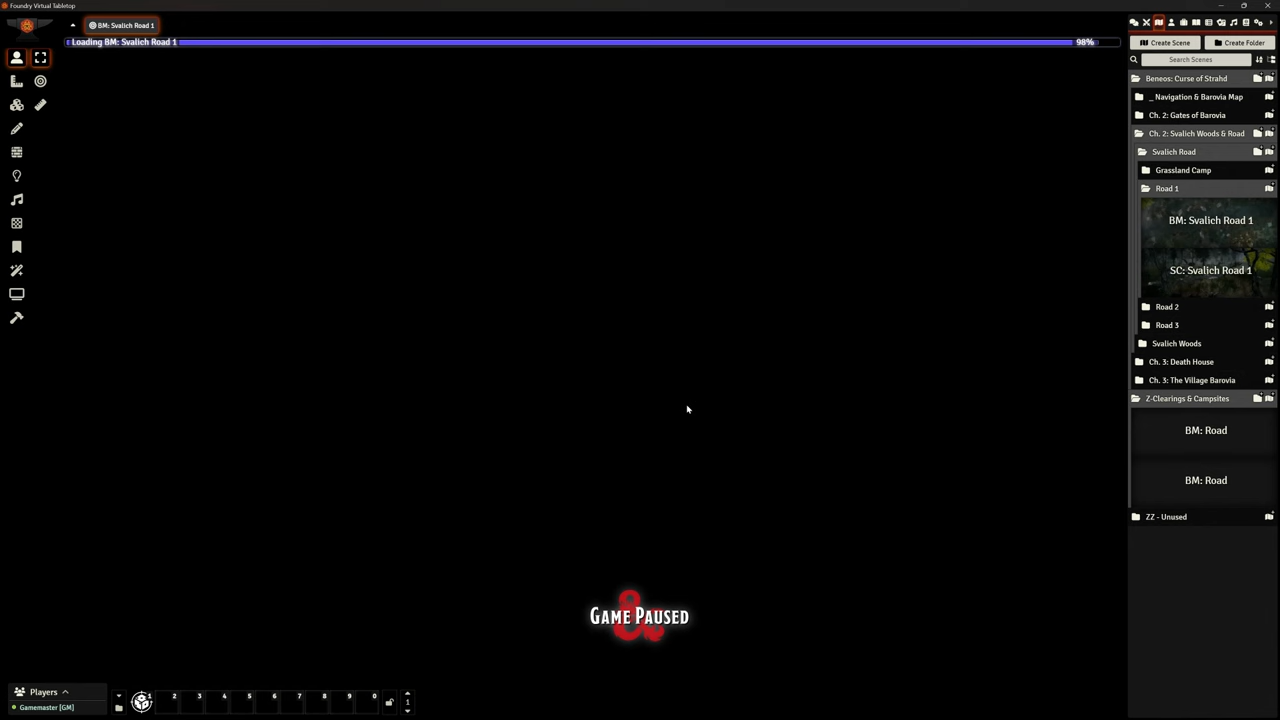 Foundry Virtual Tabletop
BM: Svalich Road 1
Loading BM: Svalich Road 1
98%
Create Scene
Create Folder
Search Scenes
Beneos: Curse of Strahd
_ Navigation & Barovia Map
Ch. 2: Gates of Barovia
Ch. 2: Svalich Woods & Road
Svalich Road
Grassland Camp
Road 1
BM: Svalich Road 1
SC: Svalich Road 1
Road 2
Road 3
Svalich Woods
Ch. 3: Death House
Ch. 3: The Village Barovia
Z-Clearings & Campsites
BM: Road
BM: Road
ZZ - Unused
GAME PAUSED
Players
Gamemaster [GM]
1 2 3 4 5 6 7 8 9 0
1